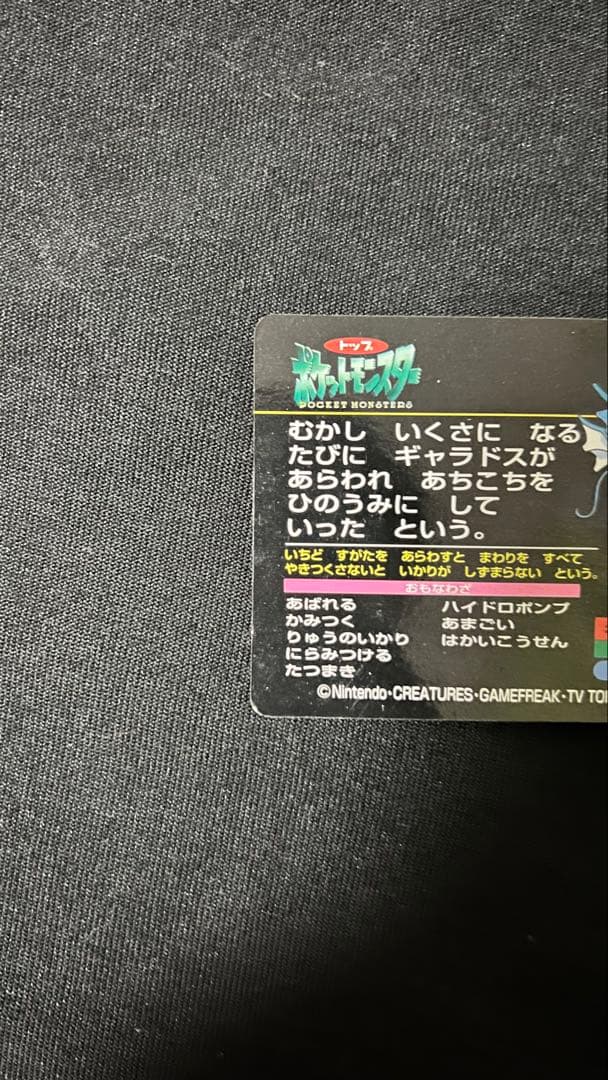 トップ
ポケットモンスター
POCKET MONSTERS
むかし いくさに なる
たびに ギャラドスが
あらわれ あちこちを
ひのうみに して
いった という。
いちど すがたを あらわすと まわりを すべて
やきつくさないと いかりが しずまらない という。
おもなわざ
あばれる ハイドロポンプ
かみつく あまごい
りゅうのいかり はかいこうせん
にらみつける
たつまき
©Nintendo・CREATURES・GAMEFREAK・TV